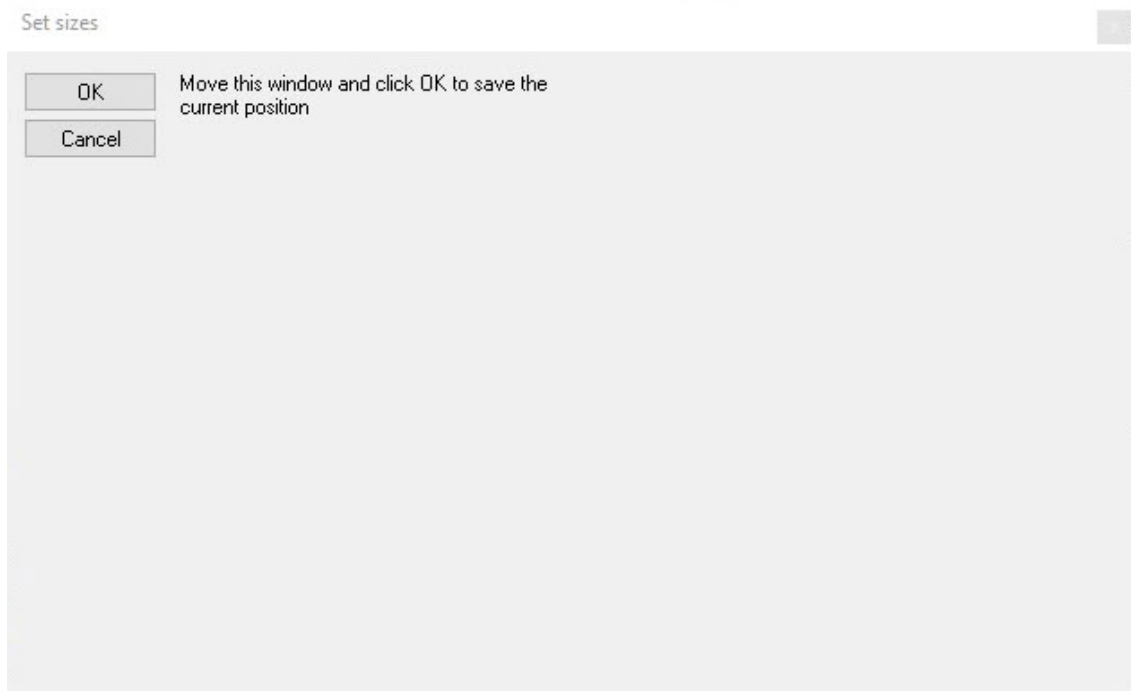 Set sizes
OK
Move this window and click OK to save the
current position
Cancel